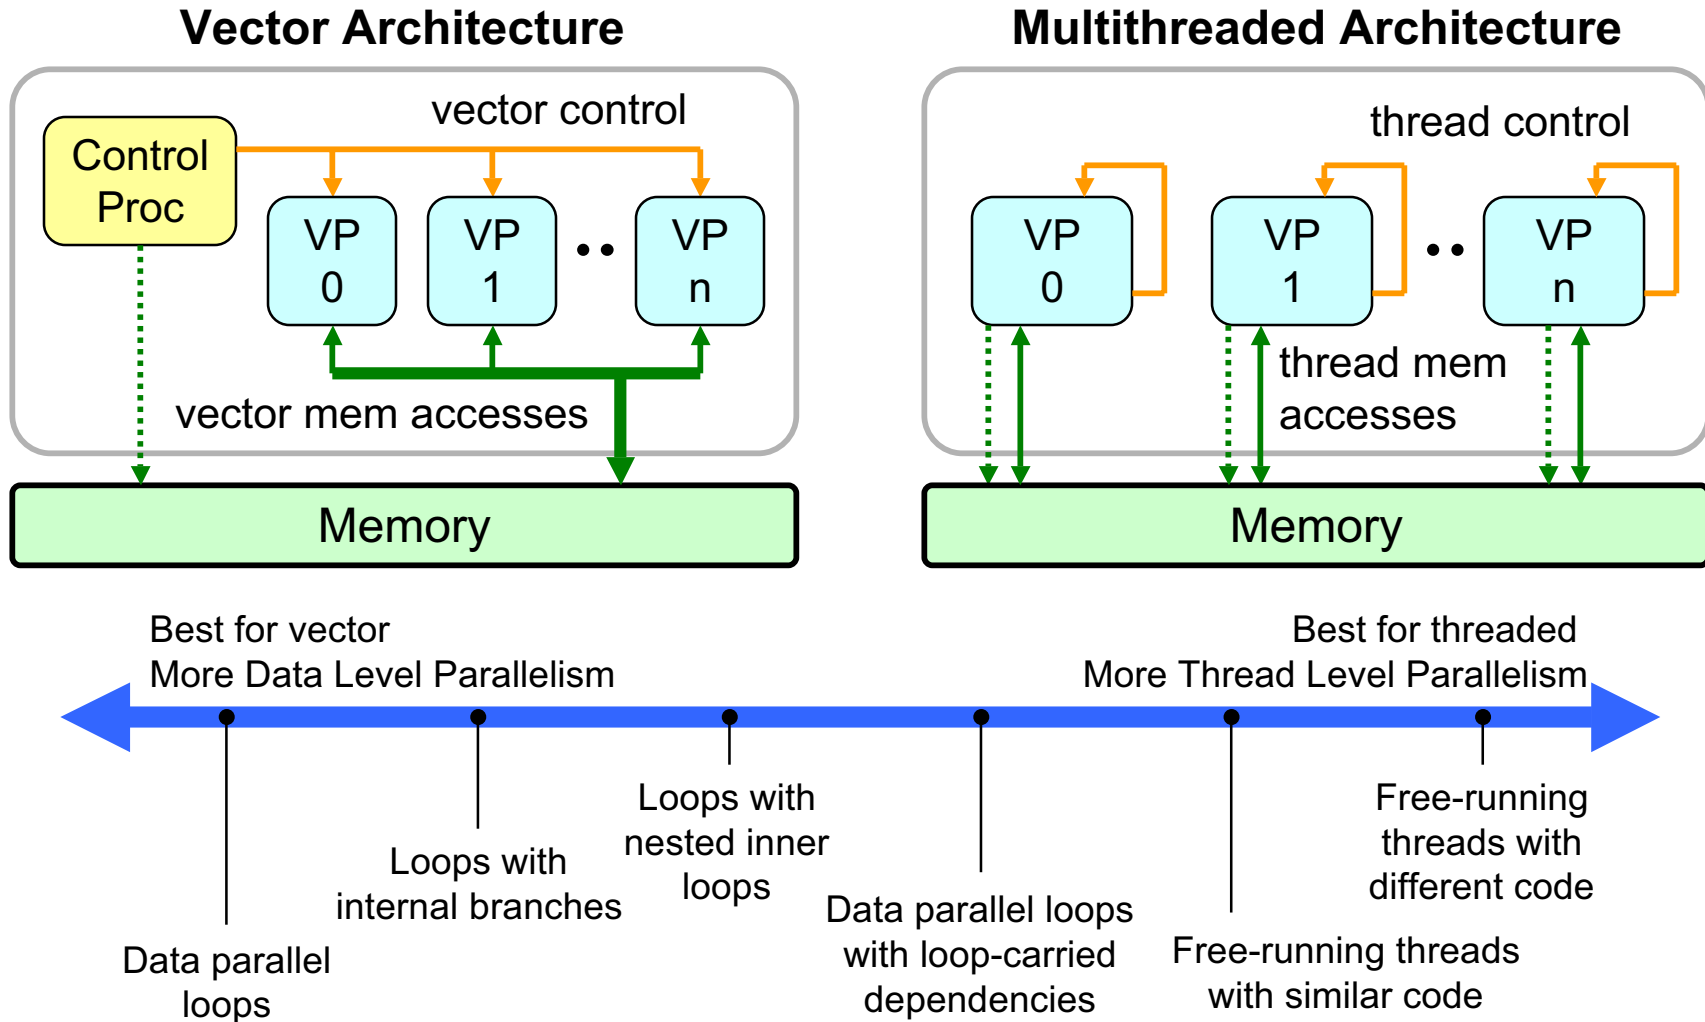 Vector Architecture
vector control
Control
Proc
VP
0
VP
1
VP
n
vector mem accesses
Memory
Multithreaded Architecture
thread control
VP
0
VP
1
VP
n
thread mem
accesses
Memory
Best for vector
More Data Level Parallelism
Best for threaded
More Thread Level Parallelism
Data parallel
loops
Loops with
internal branches
Loops with
nested inner
loops
Data parallel loops
with loop-carried
dependencies
Free-running threads
with similar code
Free-running
threads with
different code